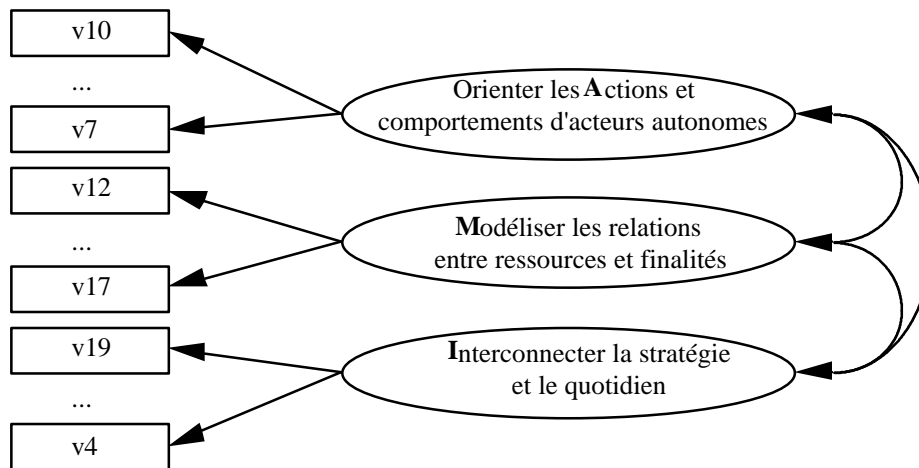 v10
...
v7
v12
...
v17
v19
...
v4
Orienter les Actions et
comportements d'acteurs autonomes
Modéliser les relations
entre ressources et finalités
Interconnecter la stratégie
et le quotidien